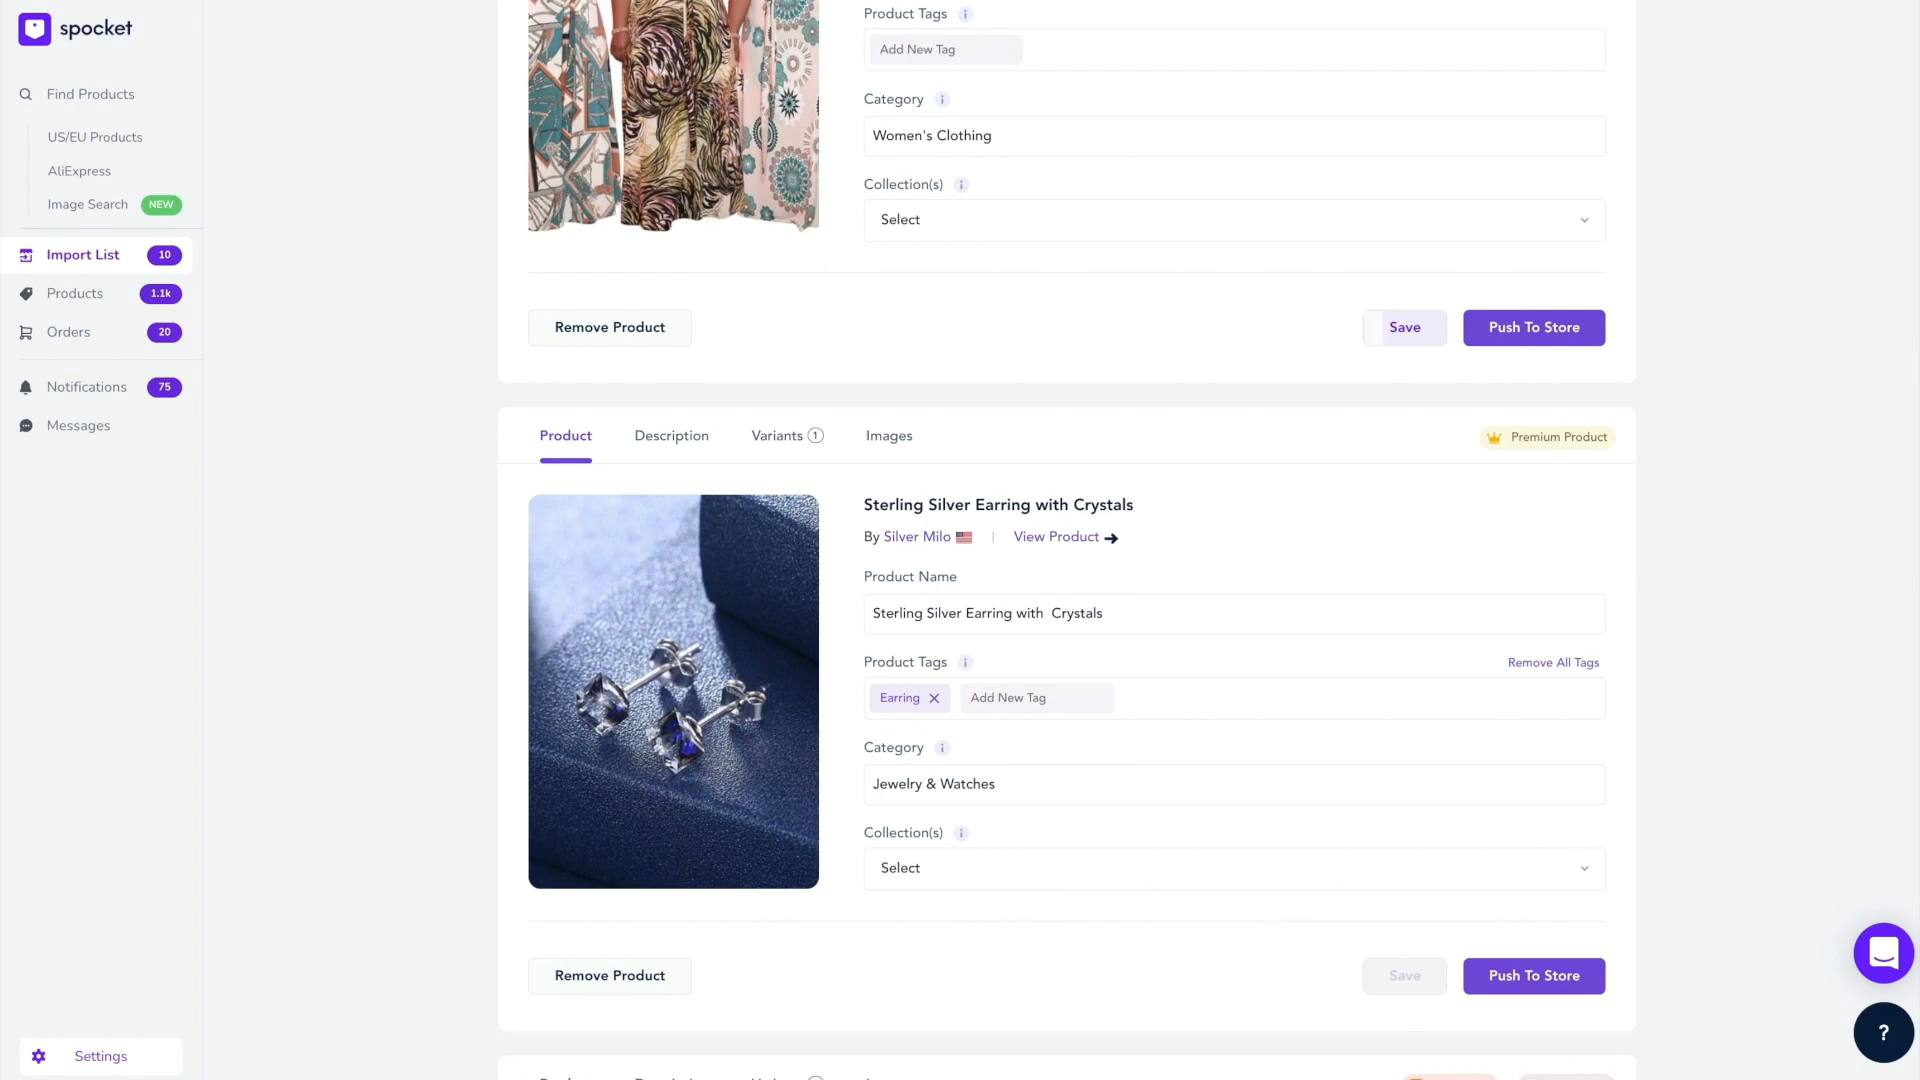 spocket
Find Products
US/EU Products
AliExpress
Image Search NEW
Import List 10
Products 1.1k
Orders 20
Notifications 75
Messages
Settings
Product Tags i
Add New Tag
Category i
Women's Clothing
Collection(s) i
Select
Remove Product Save Push To Store
Product Description Variants 1 Images Premium Product
Sterling Silver Earring with Crystals
By Silver Milo | View Product
Product Name
Sterling Silver Earring with  Crystals
Product Tags i Remove All Tags
Earring Add New Tag
Category i
Jewelry & Watches
Collection(s) i
Select
Remove Product Save Push To Store
?